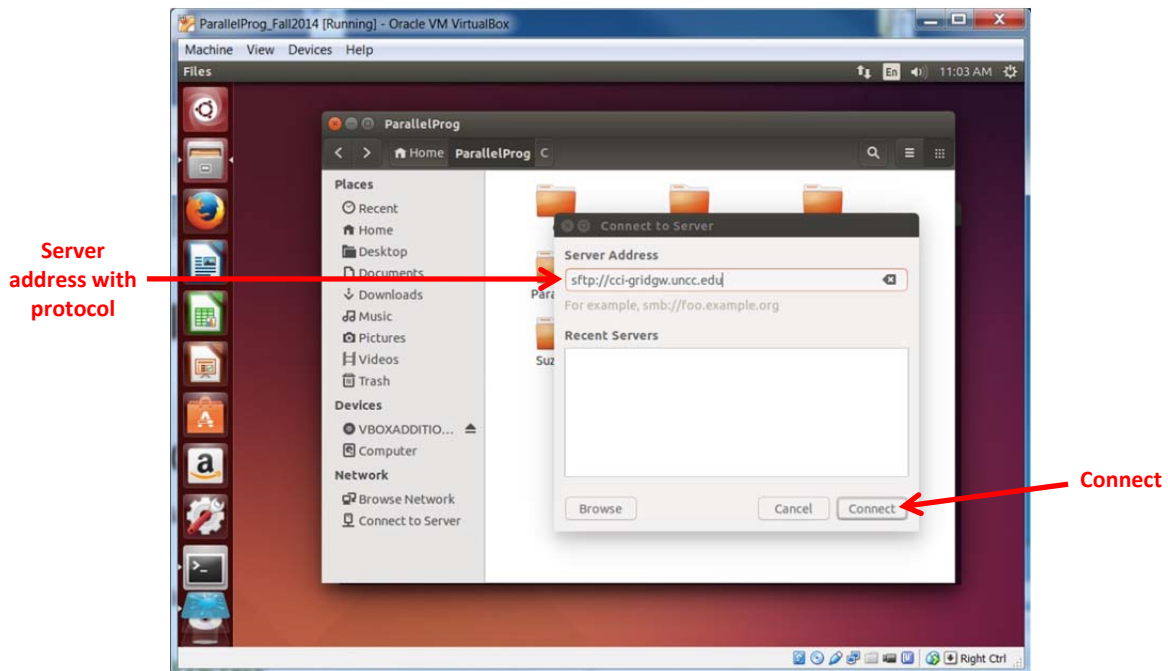 ParallelProg_Fall2014 [Running] - Oracle VM VirtualBox
Machine View Devices Help
Files
En
11:03 AM
ParallelProg
Home ParallelProg C
Places
Recent
Home
Desktop
Documents
Downloads
Music
Pictures
Videos
Trash
Devices
VBOXADDITIO...
Computer
Network
Browse Network
Connect to Server
Para
Suz
Connect to Server
Server Address
sftp://cci-gridgw.uncc.edu
For example, smb://foo.example.org
Recent Servers
Browse
Cancel
Connect
Server
address with
protocol
Connect
a
>_
Right Ctrl